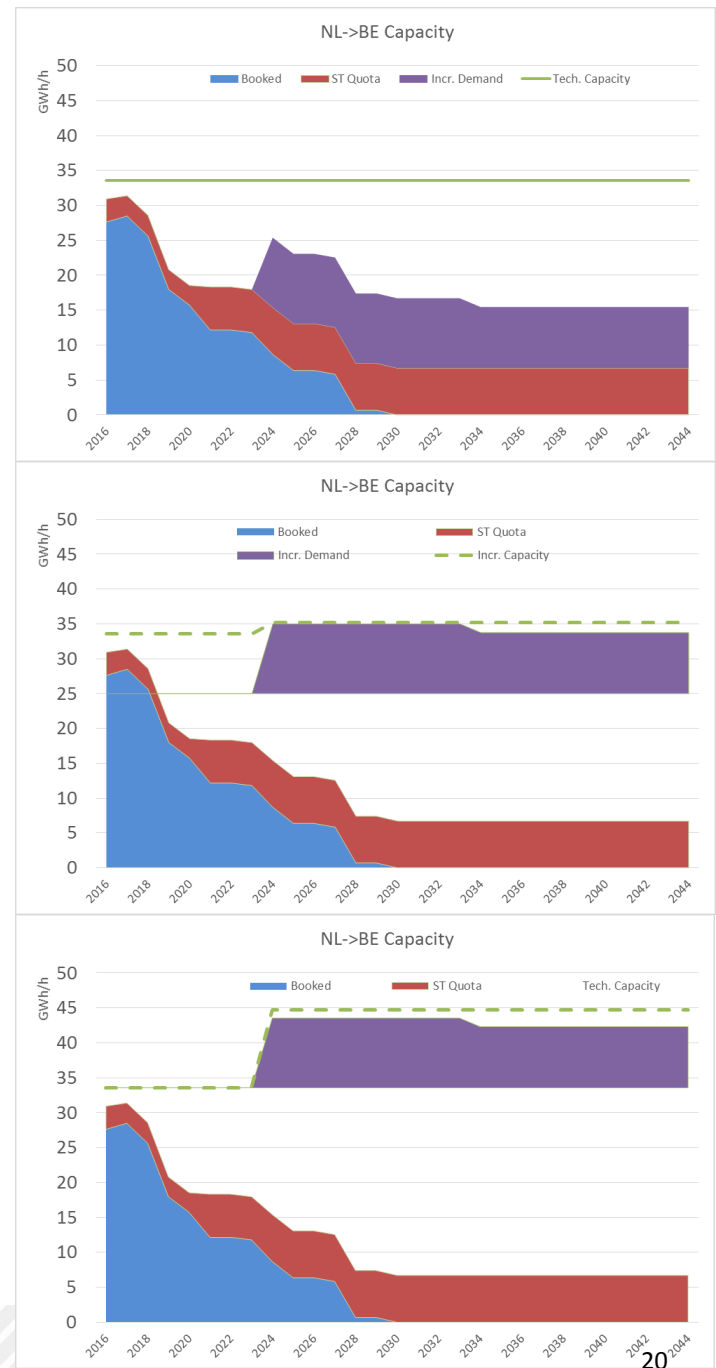 NL->BE Capacity
GWh/h
50
Booked ST Quota Incr. Demand Tech. Capacity
45
40
35
30
25
20
15
10
5
0
2016 2018 2020 2022 2024 2026 2028 2030 2032 2034 2036 2038 2040 2042 2044
NL->BE Capacity
GWh/h
50
Booked ST Quota
45
Incr. Demand Incr. Capacity
40
35
30
25
20
15
10
5
0
2016 2018 2020 2022 2024 2026 2028 2030 2032 2034 2036 2038 2040 2042 2044
NL->BE Capacity
GWh/h
50
Booked ST Quota Tech. Capacity
45
40
35
30
25
20
15
10
5
0
2016 2018 2020 2022 2024 2026 2028 2030 2032 2034 2036 2038 2040 2042 2044
20